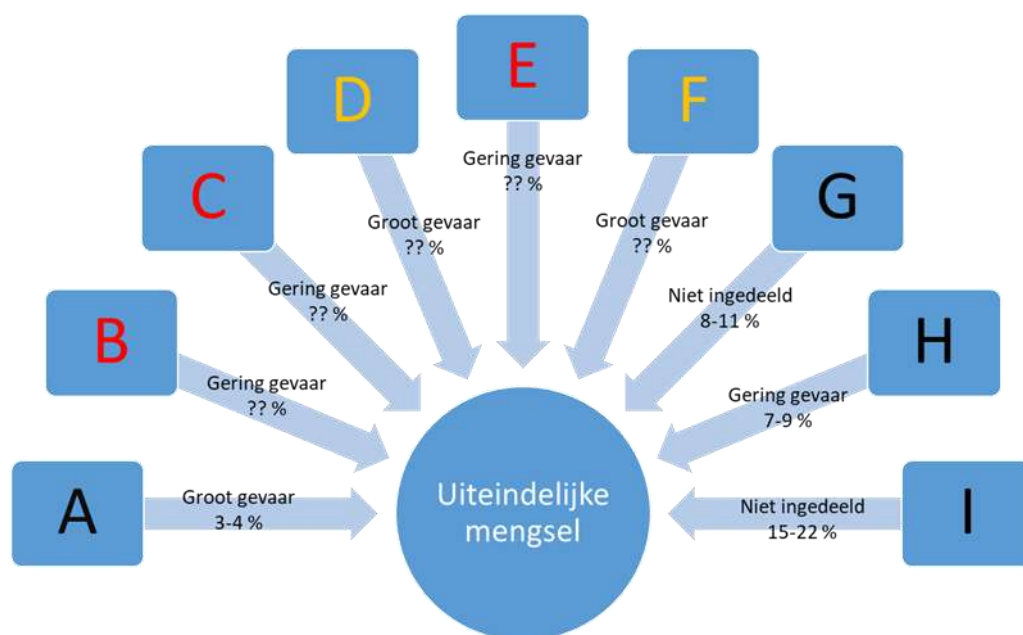 A
Groot gevaar
3-4 %
B
Gering gevaar
?? %
C
Gering gevaar
?? %
D
Groot gevaar
?? %
E
Gering gevaar
?? %
F
Groot gevaar
?? %
G
Niet ingedeeld
8-11 %
H
Gering gevaar
7-9 %
I
Niet ingedeeld
15-22 %
Uiteindelijke
mengsel